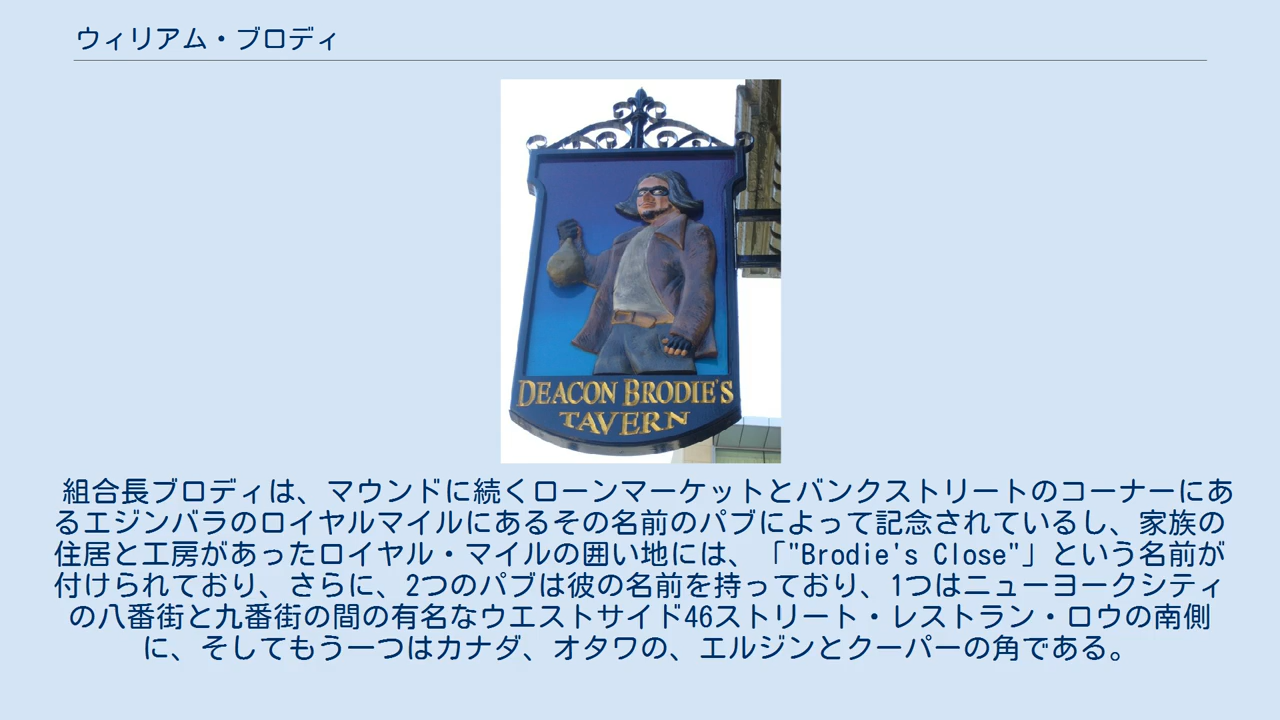 ウィリアム・ブロディ
DEACON BRODIE'S
TAVERN
組合長ブロディは、マウンドに続くローンマーケットとバンクストリートのコーナーにあ
るエジンバラのロイヤルマイルにあるその名前のパブによって記念されているし、家族の
住居と工房があったロイヤル・マイルの囲い地には、「"Brodie's Close"」という名前が
付けられており、さらに、2つのパブは彼の名前を持っており、1つはニューヨークシティ
の八番街と九番街の間の有名なウエストサイド46ストリート・レストラン・ロウの南側
に、そしてもう一つはカナダ、オタワの、エルジンとクーパーの角である。